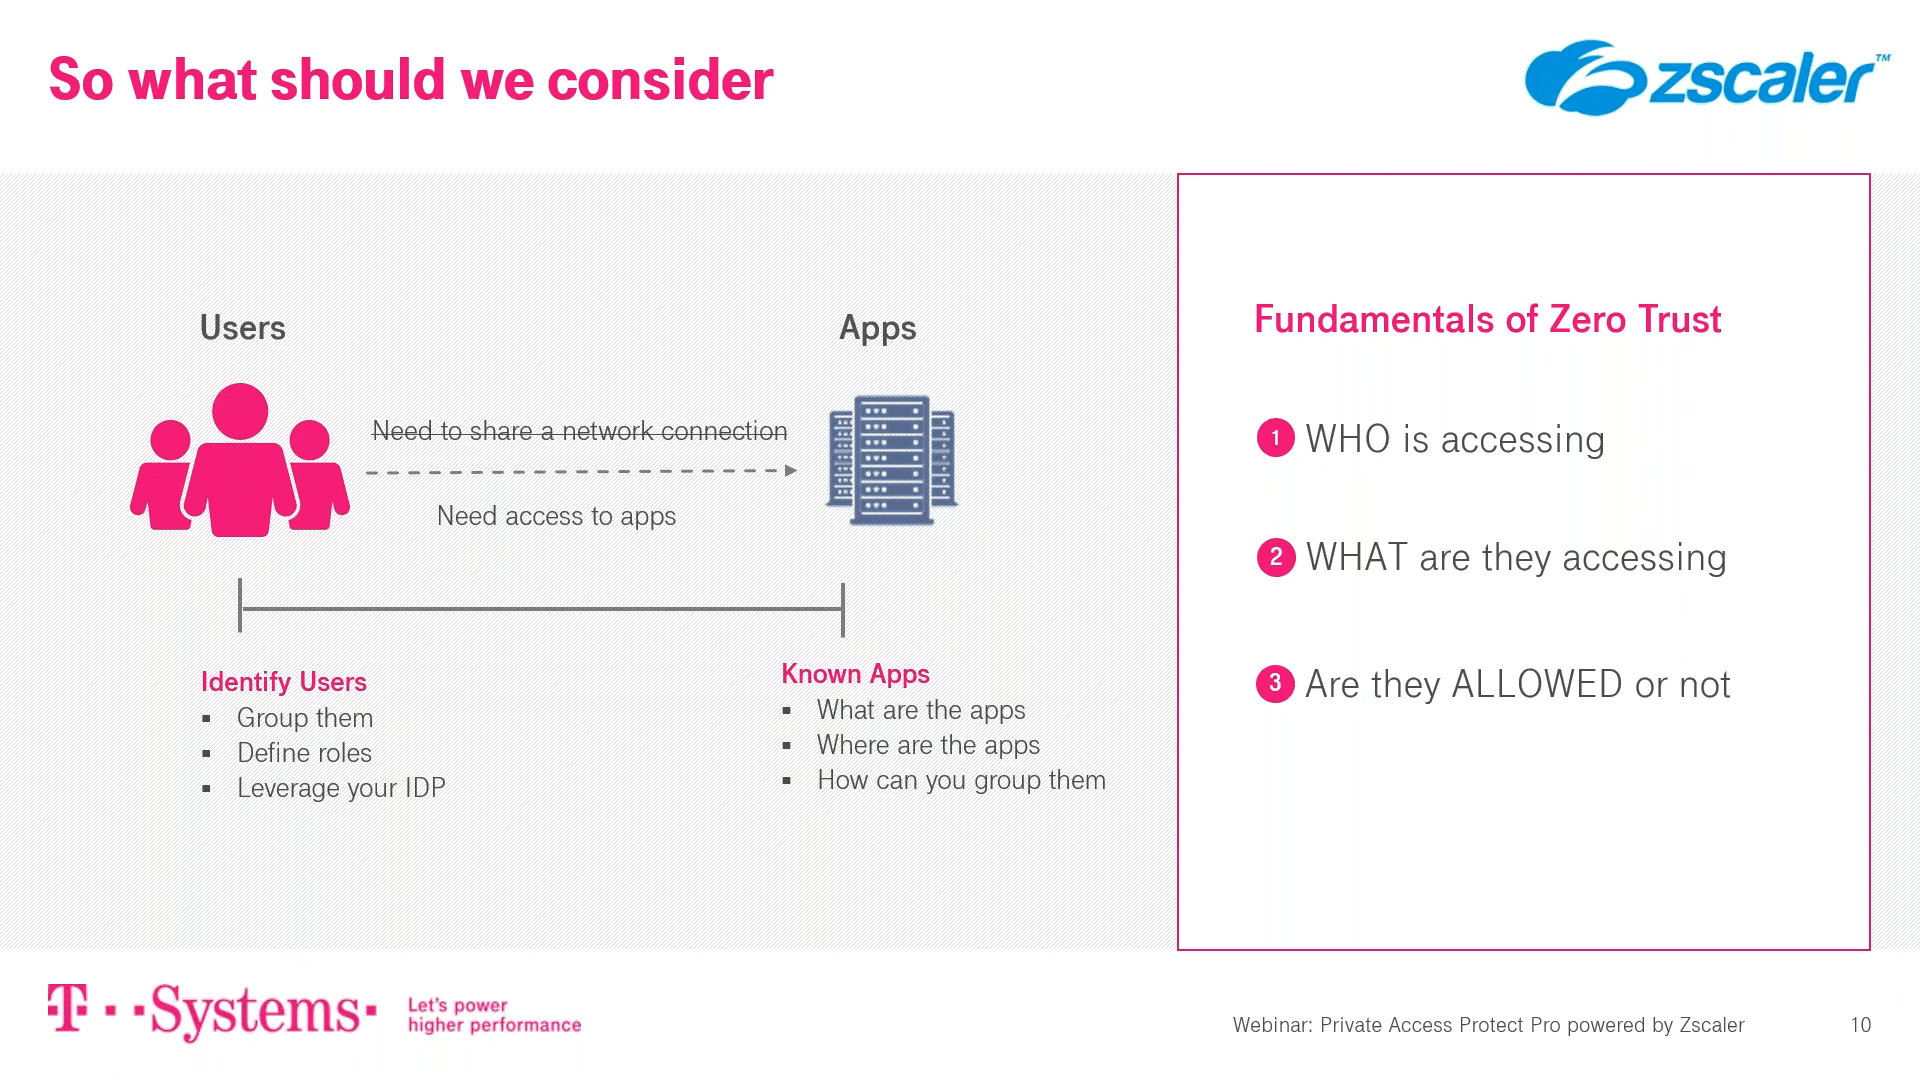 So what should we consider
zscaler™
Users
Apps
Need to share a network connection
Need access to apps
Identify Users
▪ Group them
▪ Define roles
▪ Leverage your IDP
Known Apps
▪ What are the apps
▪ Where are the apps
▪ How can you group them
Fundamentals of Zero Trust
1 WHO is accessing
2 WHAT are they accessing
3 Are they ALLOWED or not
T··Systems·
Let's power
higher performance
Webinar: Private Access Protect Pro powered by Zscaler
10